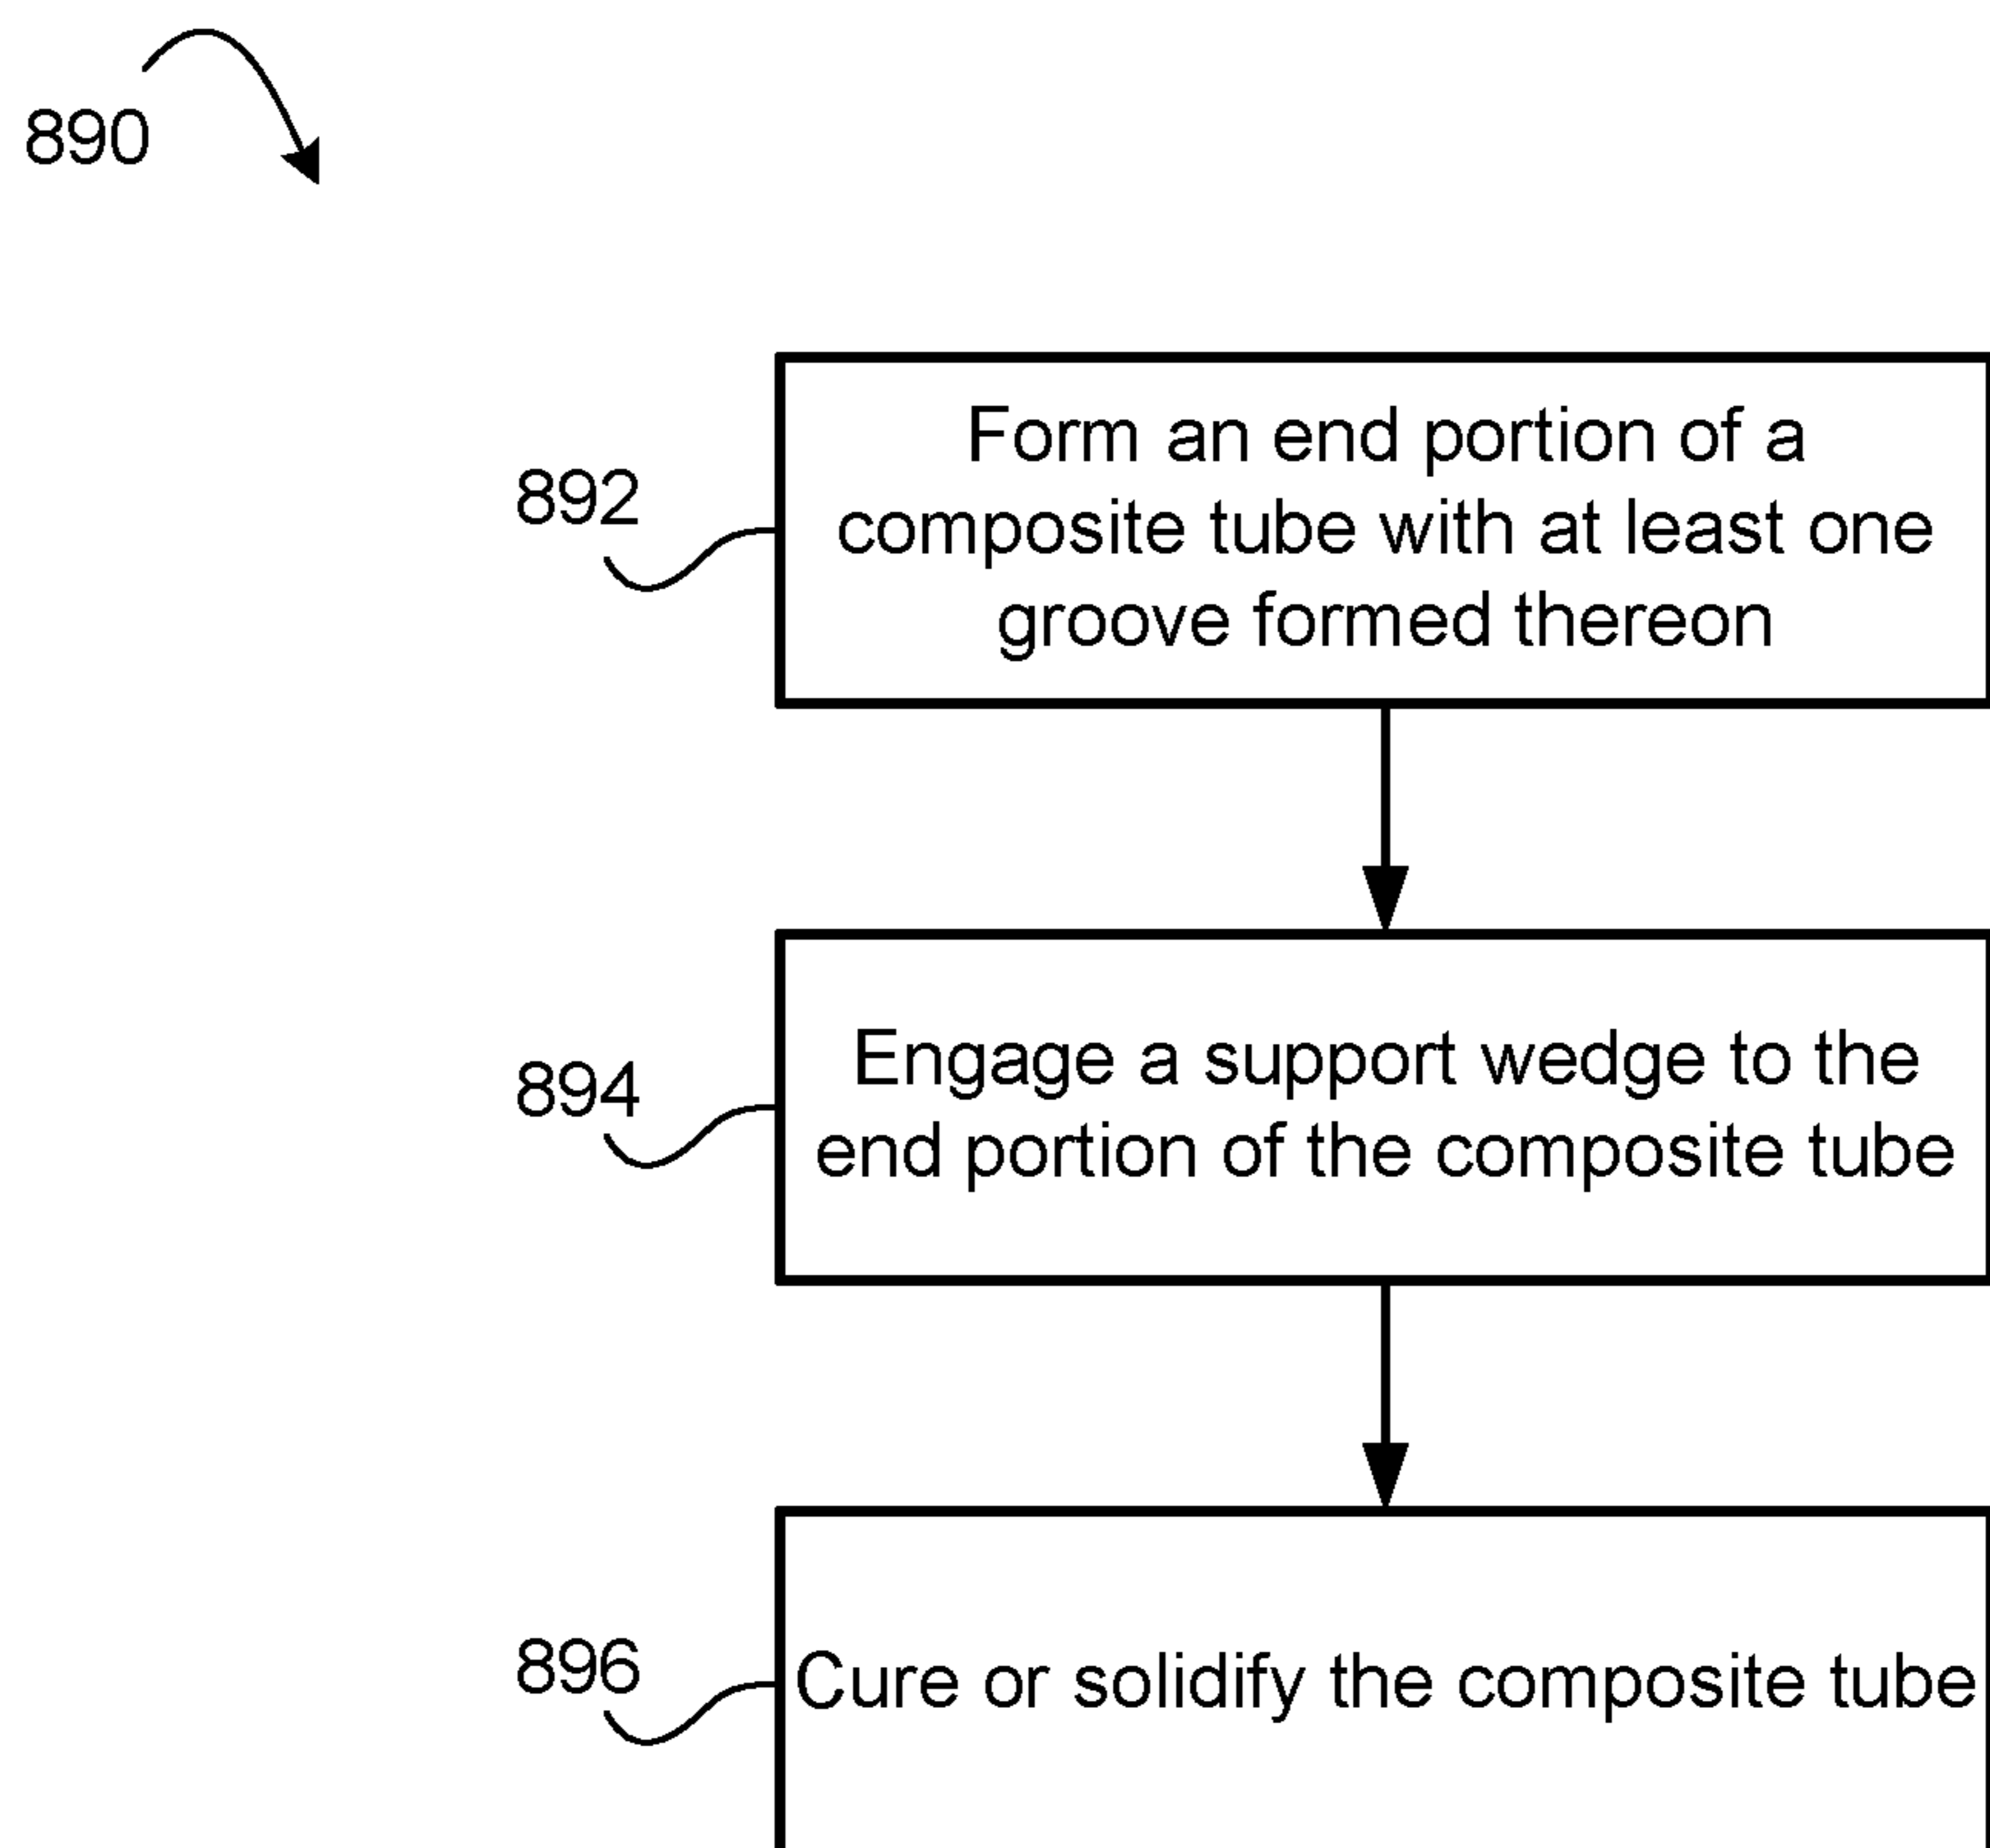 890
892
Form an end portion of a
composite tube with at least one
groove formed thereon
894
Engage a support wedge to the
end portion of the composite tube
896
Cure or solidify the composite tube